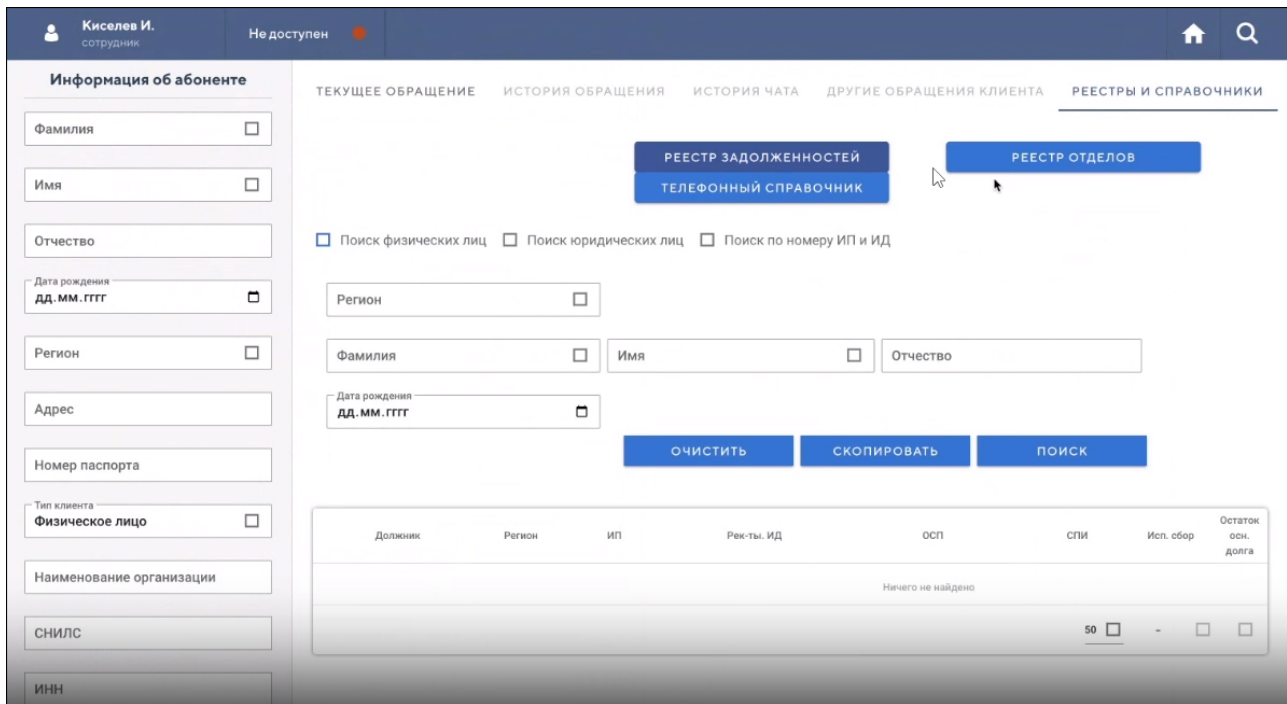 Киселев И.
сотрудник
Не доступен
Информация об абоненте
Фамилия
Имя
Отчество
Дата рождения
дд.мм.гггг
Регион
Адрес
Номер паспорта
Тип клиента
Физическое лицо
Наименование организации
СНИЛС
ИНН
ТЕКУЩЕЕ ОБРАЩЕНИЕ ИСТОРИЯ ОБРАЩЕНИЯ ИСТОРИЯ ЧАТА ДРУГИЕ ОБРАЩЕНИЯ КЛИЕНТА РЕЕСТРЫ И СПРАВОЧНИКИ
РЕЕСТР ЗАДОЛЖЕННОСТЕЙ РЕЕСТР ОТДЕЛОВ
ТЕЛЕФОННЫЙ СПРАВОЧНИК
Поиск физических лиц Поиск юридических лиц Поиск по номеру ИП и ИД
Регион
Фамилия Имя Отчество
Дата рождения
дд.мм.гггг
ОЧИСТИТЬ СКОПИРОВАТЬ ПОИСК
Должник Регион ИП Рек-ты. ИД ОСП СПИ Исп. сбор Остаток
осн.
долга
Ничего не найдено
50 -